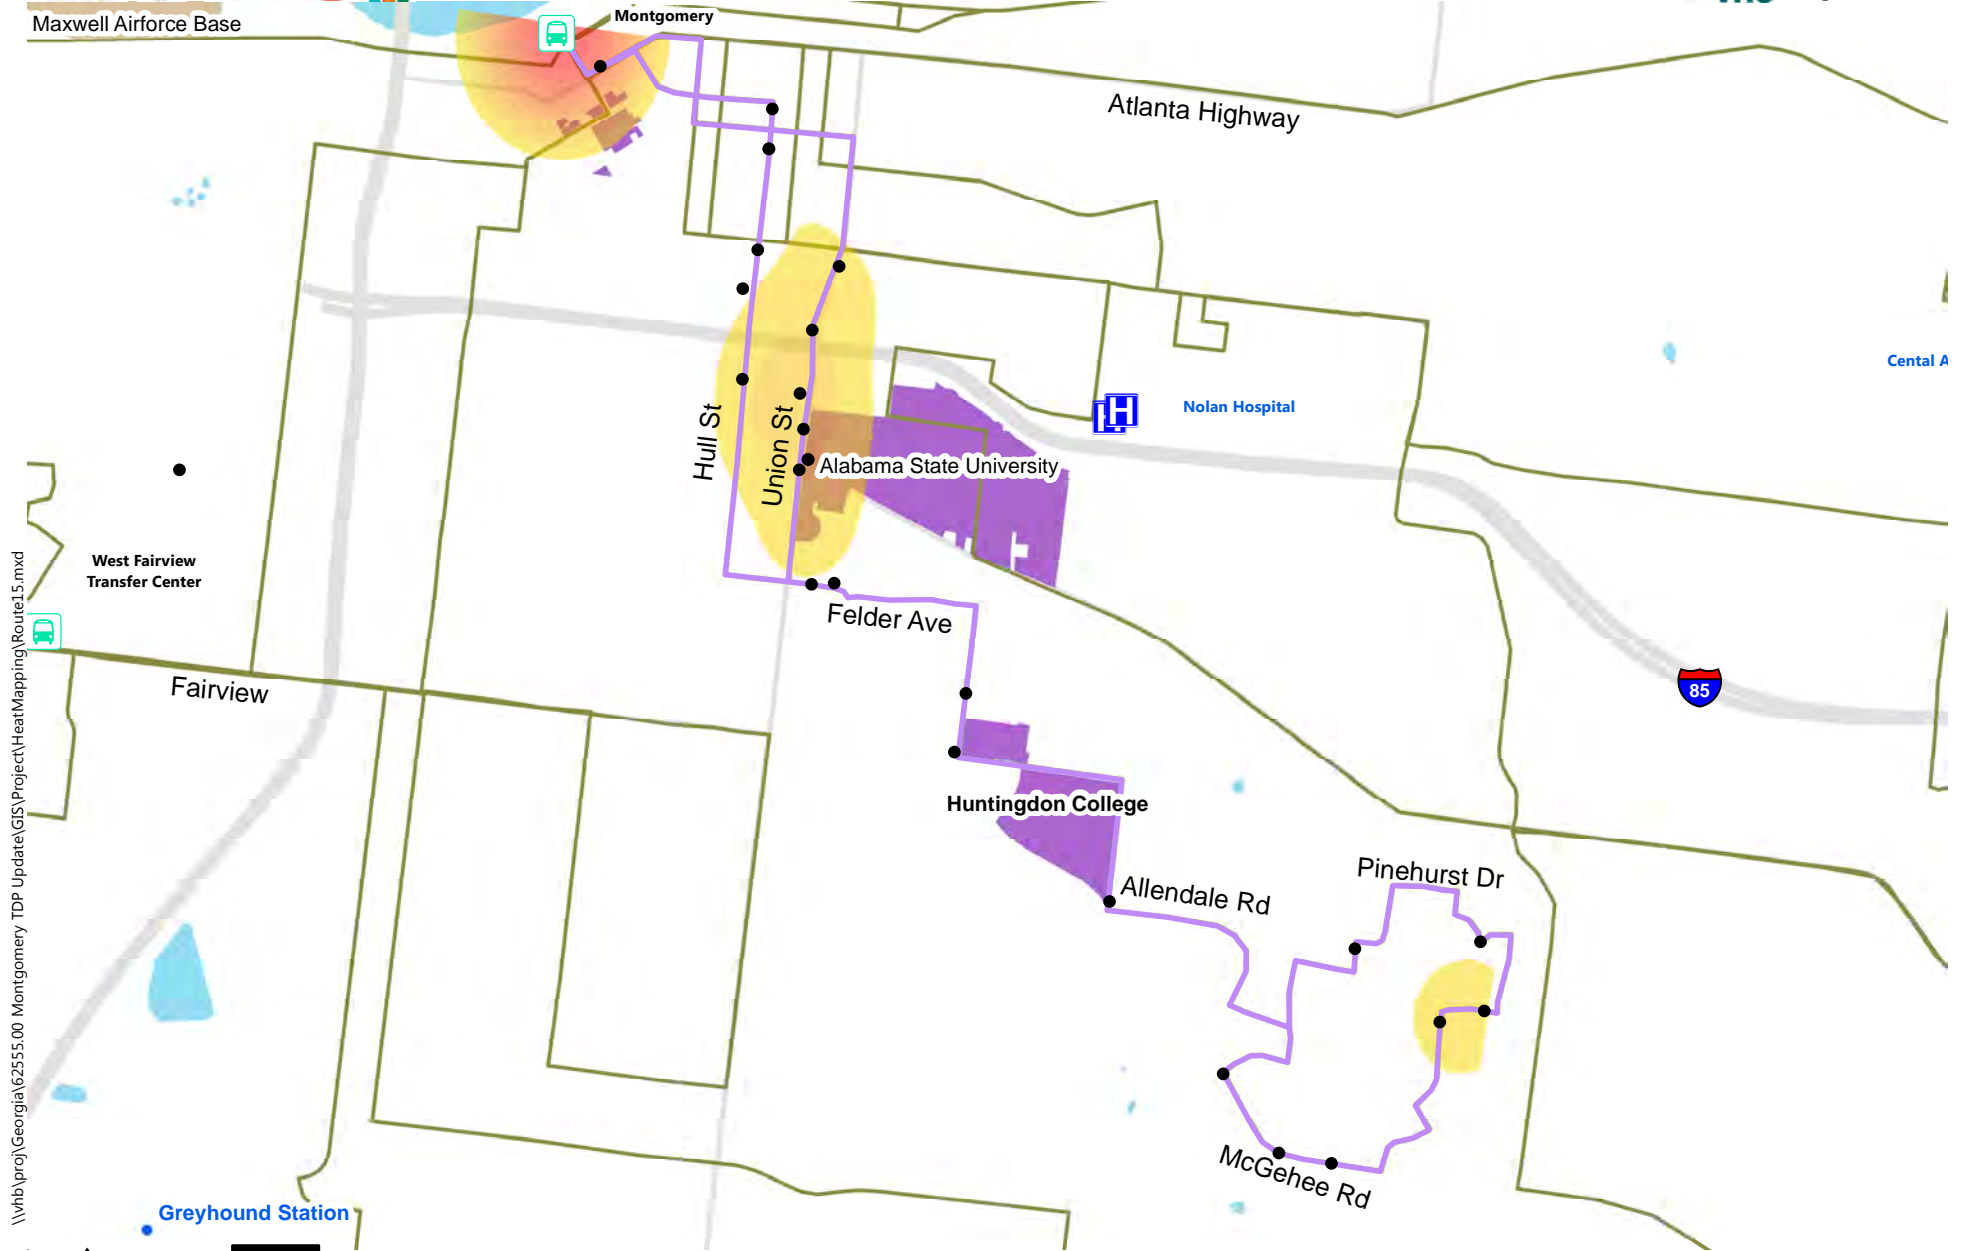 Montgomery
Maxwell Airforce Base
Atlanta Highway
Cental A
Nolan Hospital
Hull St
Union St
Alabama State University
West Fairview
Transfer Center
Felder Ave
Fairview
85
Huntingdon College
Pinehurst Dr
Allendale Rd
McGehee Rd
Greyhound Station
\\vhb\proj\Georgia\62555.00 Montgomery TDP Update\GIS\Project\HeatMapping\Route15.mxd
H